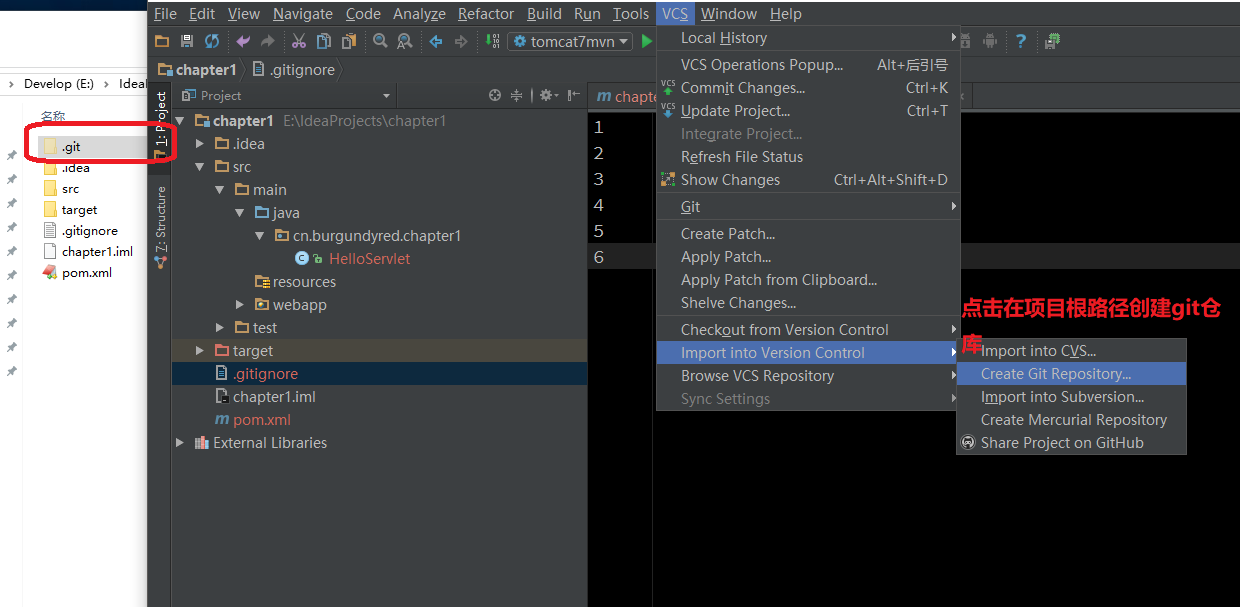 File Edit View Navigate Code Analyze Refactor Build Run Tools VCS Window Help
tomcat7mvn
chapter1 .gitignore
Develop (E:) Ideal
名称
.git
.idea
src
target
.gitignore
chapter1.iml
pom.xml
1: Project
7: Structure
Project
chapter1 E:\IdeaProjects\chapter1
.idea
src
main
java
cn.burgundyred.chapter1
HelloServlet
resources
webapp
test
target
.gitignore
chapter1.iml
pom.xml
External Libraries
m chapte
1
2
3
4
5
6
Local History
VCS Operations Popup... Alt+后引号
Commit Changes... Ctrl+K
Update Project... Ctrl+T
Integrate Project...
Refresh File Status
Show Changes Ctrl+Alt+Shift+D
Git
Create Patch...
Apply Patch...
Apply Patch from Clipboard...
Shelve Changes...
Checkout from Version Control
Import into Version Control
Browse VCS Repository
Sync Settings
点击在项目根路径创建git仓
库
Import into CVS...
Create Git Repository...
Import into Subversion...
Create Mercurial Repository
Share Project on GitHub